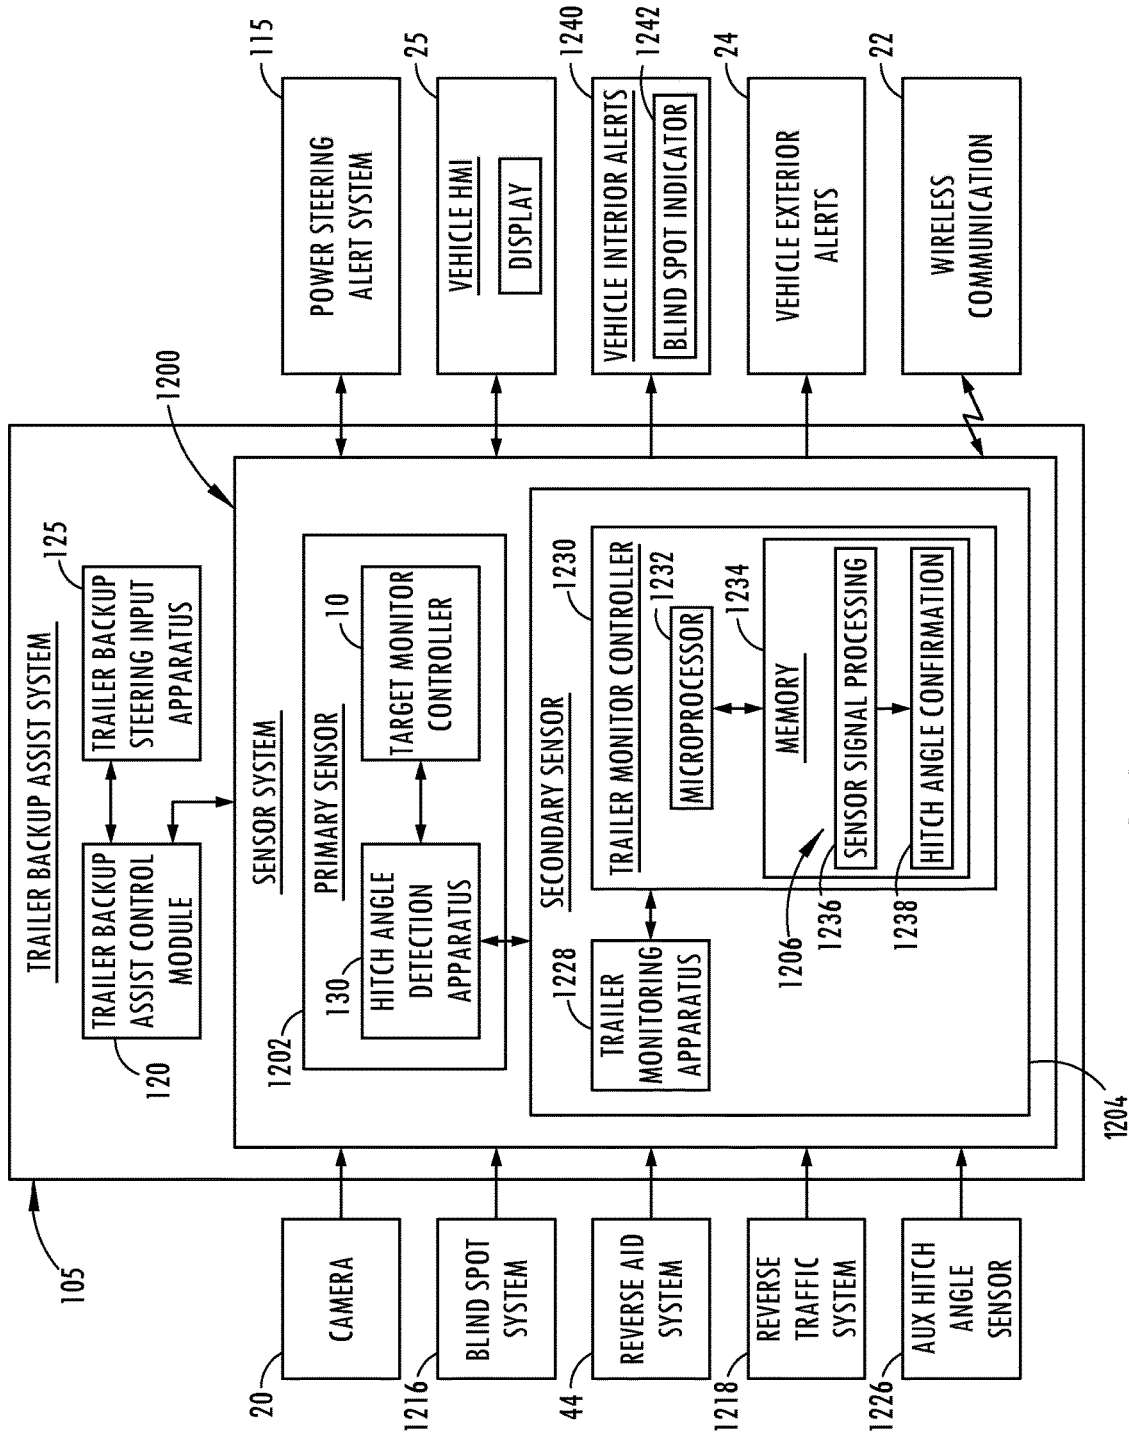 105
TRAILER BACKUP ASSIST SYSTEM
TRAILER BACKUP
ASSIST CONTROL
MODULE
120
TRAILER BACKUP
STEERING INPUT
APPARATUS
125
1200
SENSOR SYSTEM
1202
PRIMARY SENSOR
130
HITCH ANGLE
DETECTION
APPARATUS
10
TARGET MONITOR
CONTROLLER
SECONDARY SENSOR
1204
1228
TRAILER
MONITORING
APPARATUS
TRAILER MONITOR CONTROLLER
1230
MICROPROCESSOR
1232
MEMORY
1234
1206
SENSOR SIGNAL PROCESSING
1236
HITCH ANGLE CONFIRMATION
1238
20
CAMERA
1216
BLIND SPOT
SYSTEM
44
REVERSE AID
SYSTEM
1218
REVERSE
TRAFFIC
SYSTEM
1226
AUX HITCH
ANGLE
SENSOR
POWER STEERING
ALERT SYSTEM
115
VEHICLE HMI
DISPLAY
25
VEHICLE INTERIOR ALERTS
1240
BLIND SPOT INDICATOR
1242
VEHICLE EXTERIOR
ALERTS
24
WIRELESS
COMMUNICATION
22